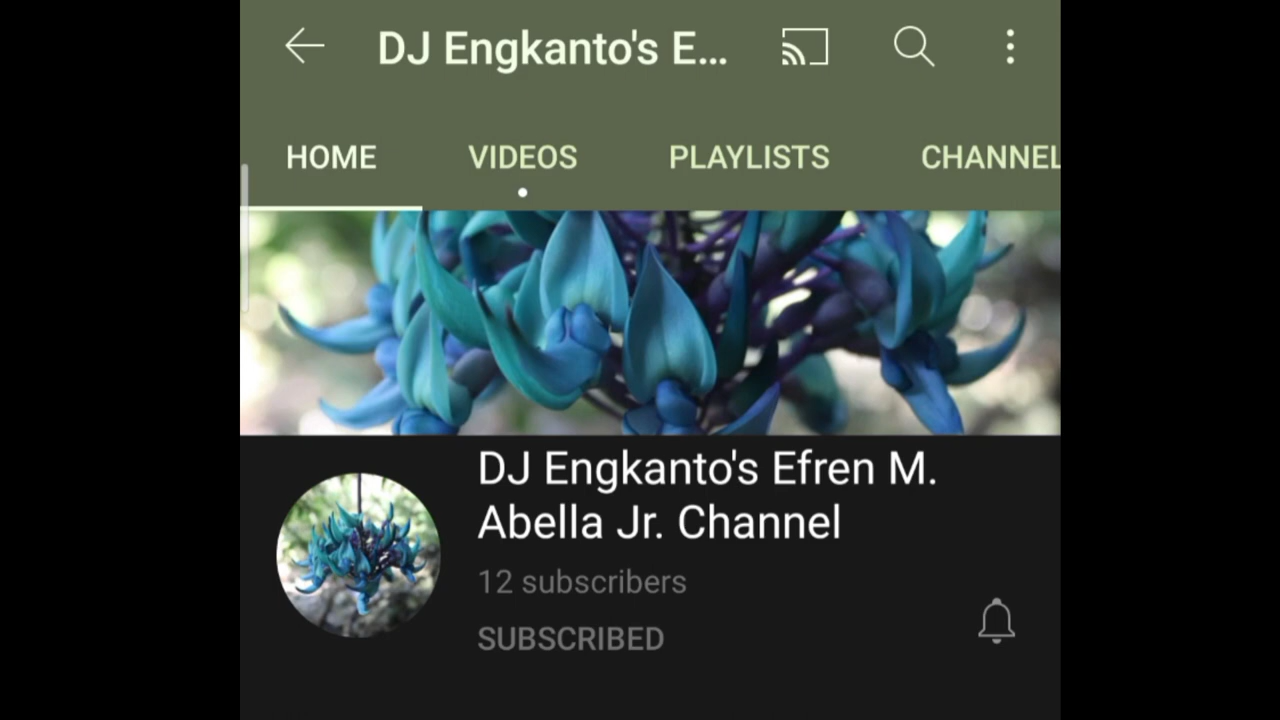 DJ Engkanto's E...
HOME VIDEOS PLAYLISTS CHANNEL
DJ Engkanto's Efren M.
Abella Jr. Channel
12 subscribers
SUBSCRIBED